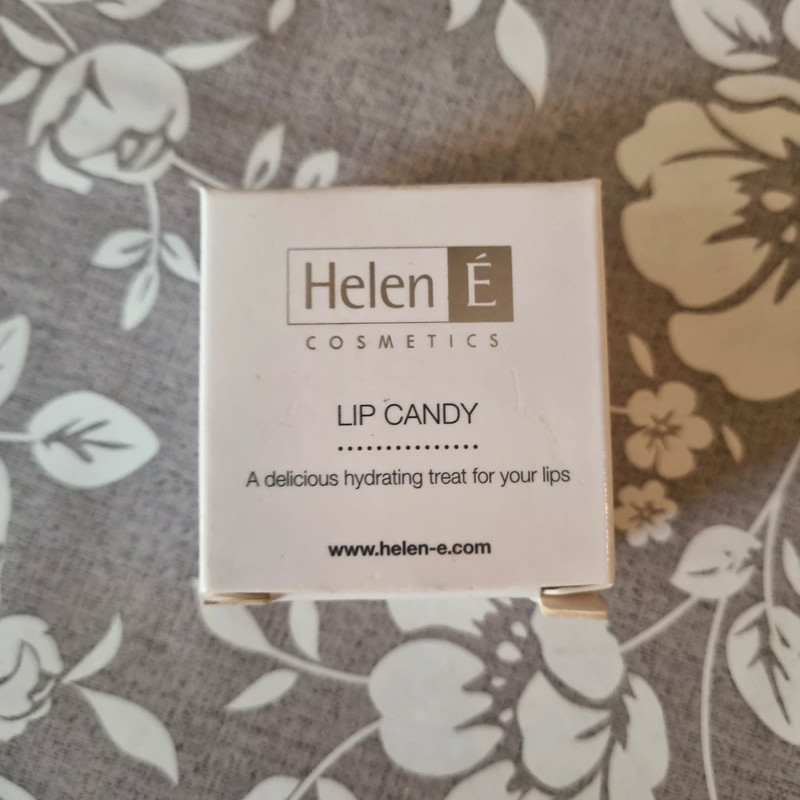 Helen É
COSMETICS
LIP CANDY
A delicious hydrating treat for your lips
www.helen-e.com